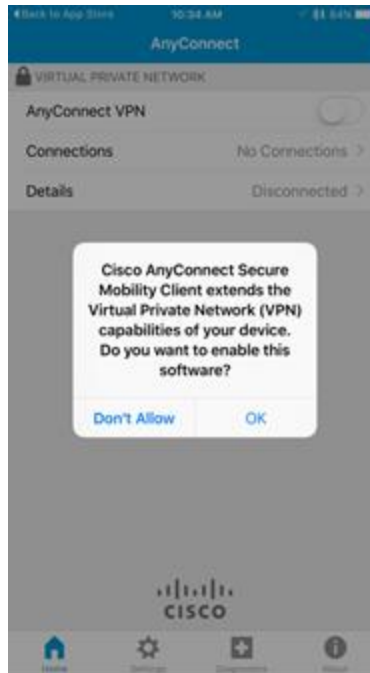 Back to App Store 10:34 AM 84%
AnyConnect
VIRTUAL PRIVATE NETWORK
AnyConnect VPN
Connections No Connections
Details Disconnected
Cisco AnyConnect Secure
Mobility Client extends the
Virtual Private Network (VPN)
capabilities of your device.
Do you want to enable this
software?
Don't Allow OK
CISCO
Home Settings Diagnostics About